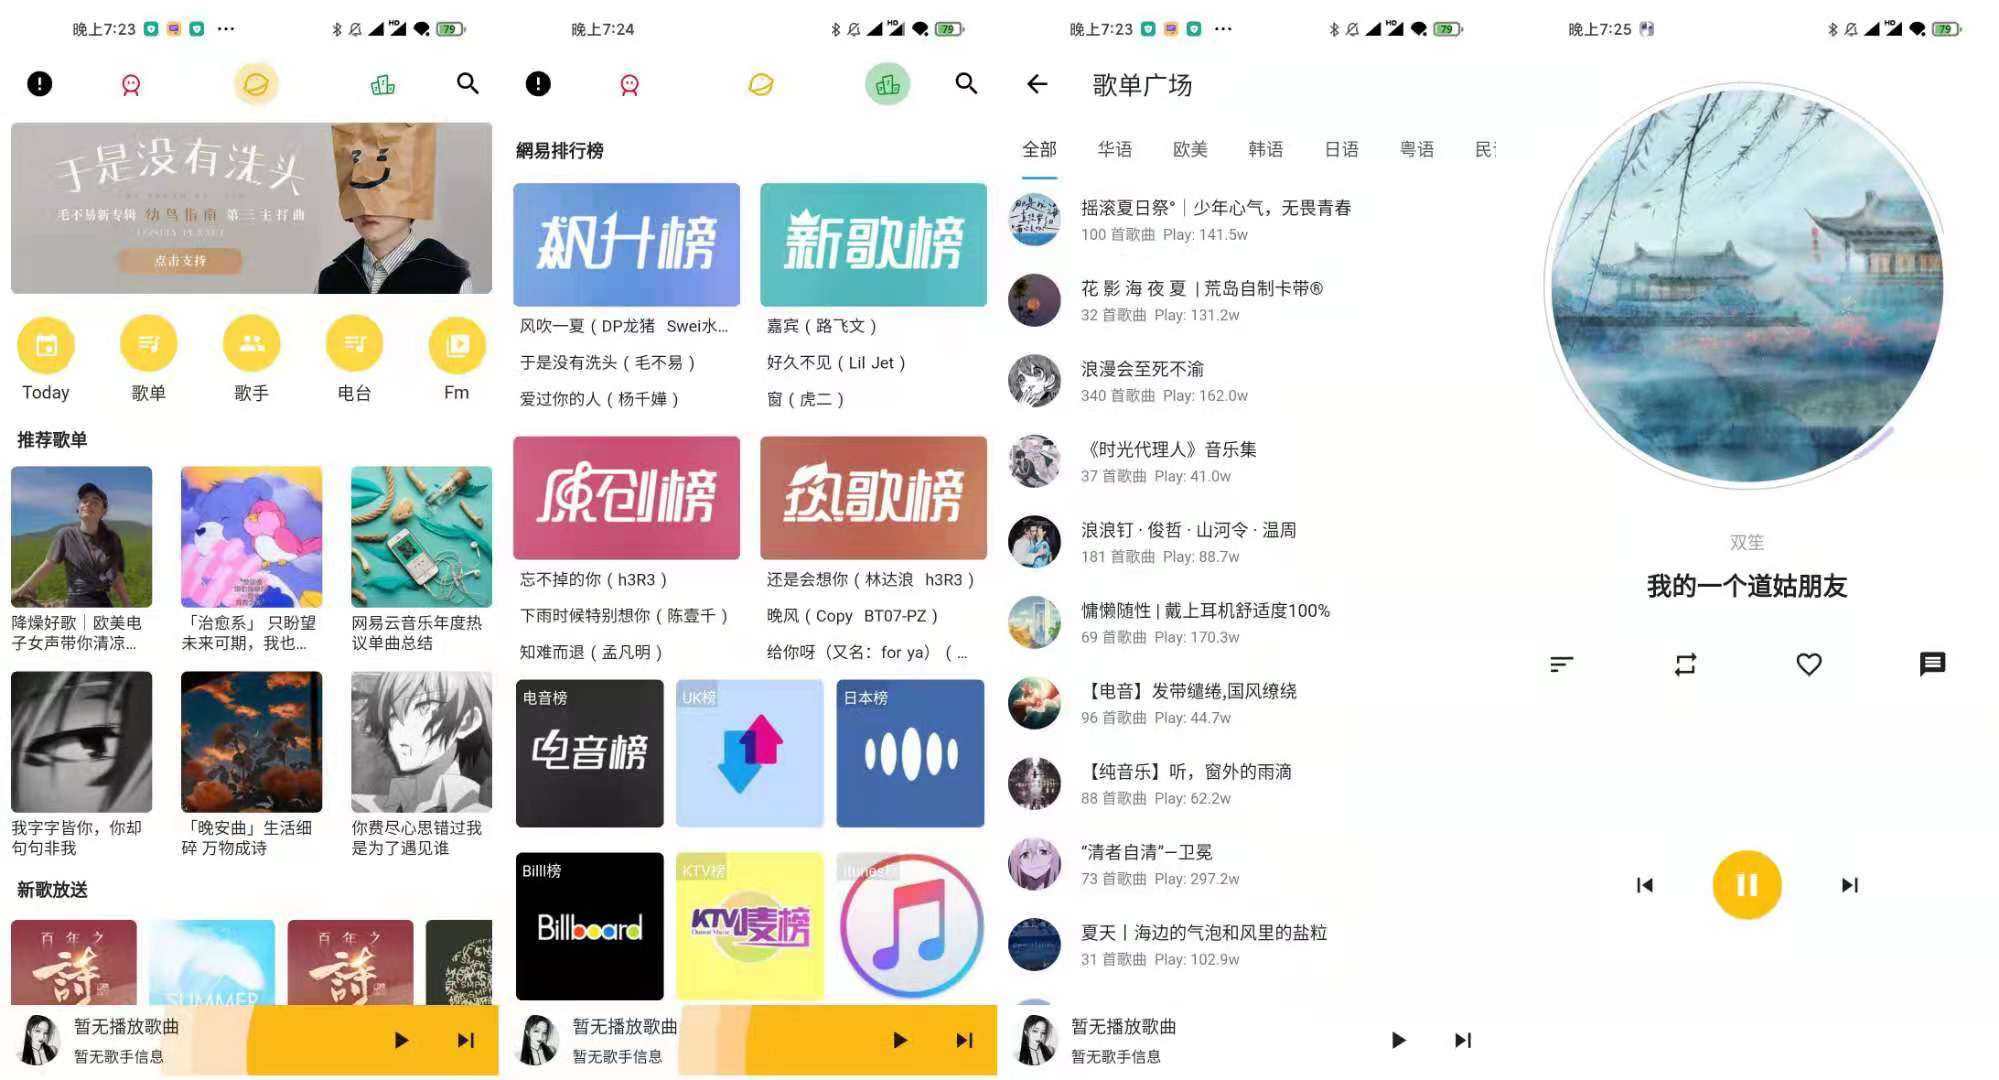 晚上7:23
HD
79
于是没有洗头
毛不易新专辑 幼鸟指南 第三主打曲
点击支持
Today
歌单
歌手
电台
Fm
推荐歌单
降燥好歌｜欧美电
子女声带你清凉...
「治愈系」 只盼望
未来可期，我也...
网易云音乐年度热
议单曲总结
我字字皆你，你却
句句非我
「晚安曲」生活细
碎 万物成诗
你费尽心思错过我
是为了遇见谁
新歌放送
百年之
诗
SUMMER
百年之
诗
暂无播放歌曲
暂无歌手信息
晚上7:24
HD
79
網易排行榜
飙升榜
新歌榜
风吹一夏 ( DP龙猪 Swei水...
嘉宾 ( 路飞文 )
于是没有洗头 ( 毛不易 )
好久不见 ( Lil Jet )
爱过你的人 ( 杨千嬅 )
窗 ( 虎二 )
原创榜
热歌榜
忘不掉的你 ( h3R3 )
还是会想你 ( 林达浪 h3R3 )
下雨时候特别想你 ( 陈壹千 )
晚风 ( Copy BT07-PZ )
知难而退 ( 孟凡明 )
给你呀（又名：for ya） ( ...
电音榜
电音榜
UK榜
日本榜
Billl榜
Billboard
KTV榜
KTV唛榜
itunes榜
暂无播放歌曲
暂无歌手信息
晚上7:23
HD
79
歌单广场
全部 华语 欧美 韩语 日语 粤语
摇滚夏日祭°｜少年心气，无畏青春
100 首歌曲 Play: 141.5w
花 影 海 夜 夏 | 荒岛自制卡带®
32 首歌曲 Play: 131.2w
浪漫会至死不渝
340 首歌曲 Play: 162.0w
《时光代理人》音乐集
37 首歌曲 Play: 41.0w
浪浪钉 · 俊哲 · 山河令 · 温周
181 首歌曲 Play: 88.7w
慵懒随性 | 戴上耳机舒适度100%
69 首歌曲 Play: 170.3w
【电音】发带缱绻,国风缭绕
96 首歌曲 Play: 44.7w
【纯音乐】听，窗外的雨滴
88 首歌曲 Play: 62.2w
“清者自清”—卫冕
73 首歌曲 Play: 297.2w
夏天丨海边的气泡和风里的盐粒
31 首歌曲 Play: 102.9w
暂无播放歌曲
暂无歌手信息
晚上7:25
HD
79
双笙
我的一个道姑朋友